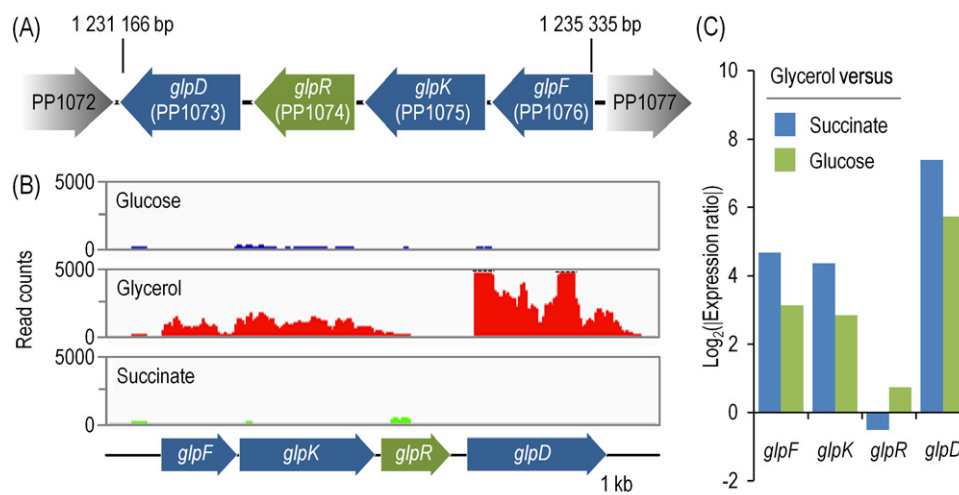 (A)
1 231 166 bp
1 235 335 bp
PP1072
glpD
(PP1073)
glpR
(PP1074)
glpK
(PP1075)
glpF
(PP1076)
PP1077
(B)
Read counts
5000
0
Glucose
5000
0
Glycerol
5000
0
Succinate
glpF
glpK
glpR
glpD
1 kb
(C)
Log₂(|Expression ratio|)
10
8
6
4
2
0
-2
Glycerol versus
Succinate
Glucose
glpF
glpK
glpR
glpD